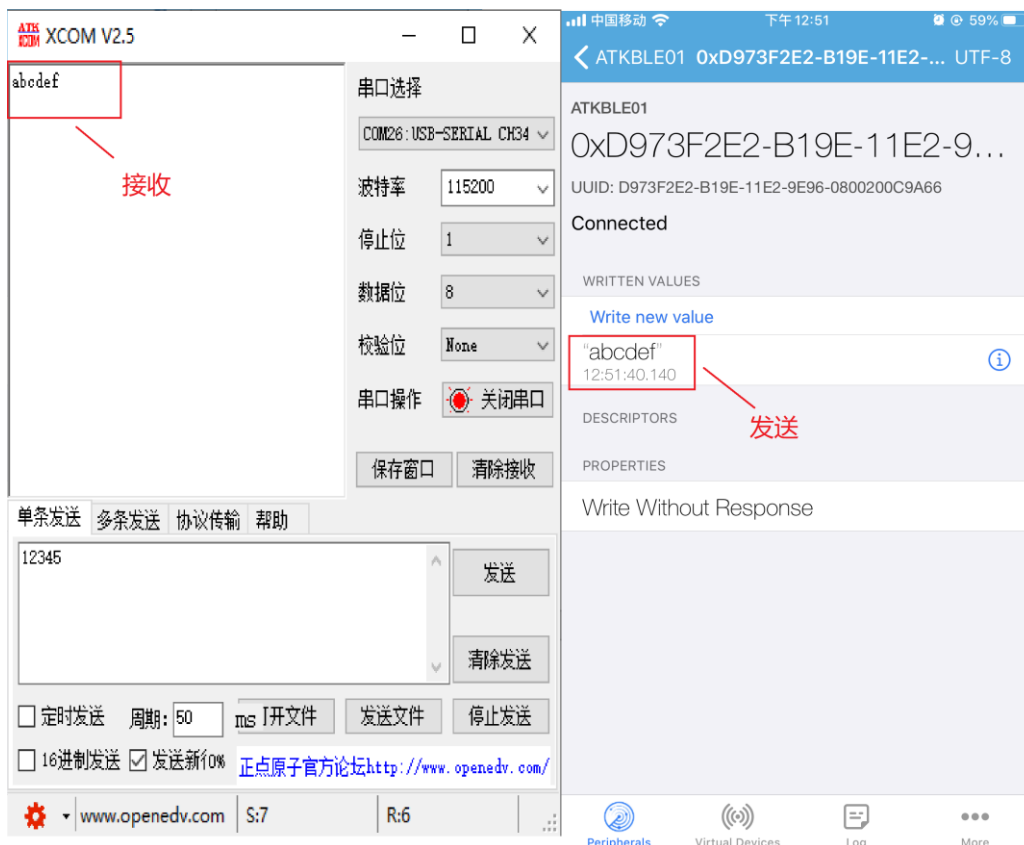 ATK
XCOM
XCOM V2.5
abcdef
接收
串口选择
COM26:USB-SERIAL CH34
波特率
115200
停止位
1
数据位
8
校验位
None
串口操作
关闭串口
保存窗口
清除接收
单条发送
多条发送
协议传输
帮助
12345
发送
清除发送
定时发送
周期:
50
ms
开文件
发送文件
停止发送
16进制发送
发送新行
0%
正点原子官方论坛http://www.openedv.com/
www.openedv.com
S:7
R:6
中国移动
下午12:51
59%
ATKBLE01
0xD973F2E2-B19E-11E2-...
UTF-8
ATKBLE01
0xD973F2E2-B19E-11E2-9...
UUID: D973F2E2-B19E-11E2-9E96-0800200C9A66
Connected
WRITTEN VALUES
Write new value
"abcdef"
12:51:40.140
发送
DESCRIPTORS
PROPERTIES
Write Without Response
Peripherals
Virtual Devices
Log
More